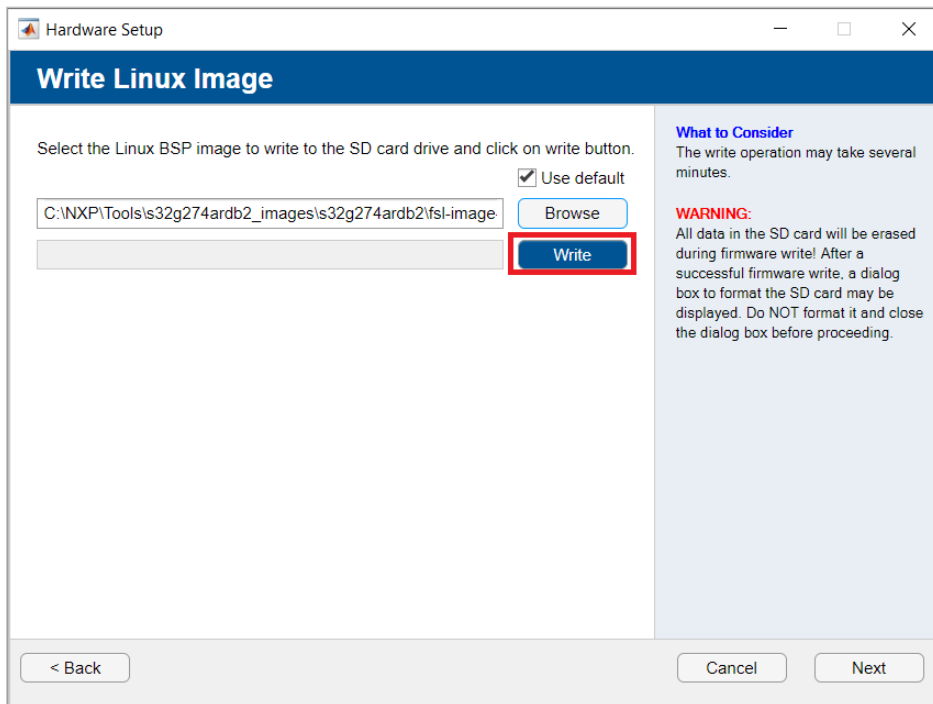 Hardware Setup
Write Linux Image
Select the Linux BSP image to write to the SD card drive and click on write button.
Use default
C:\NXP\Tools\s32g274ardb2_images\s32g274ardb2\fsl-image-
Browse
Write
What to Consider
The write operation may take several
minutes.
WARNING:
All data in the SD card will be erased
during firmware write! After a
successful firmware write, a dialog
box to format the SD card may be
displayed. Do NOT format it and close
the dialog box before proceeding.
< Back
Cancel
Next